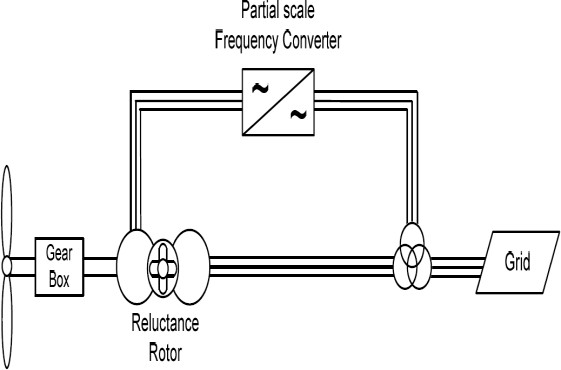 Partial scale
Frequency Converter
~
~
Gear
Box
Grid
Reluctance
Rotor